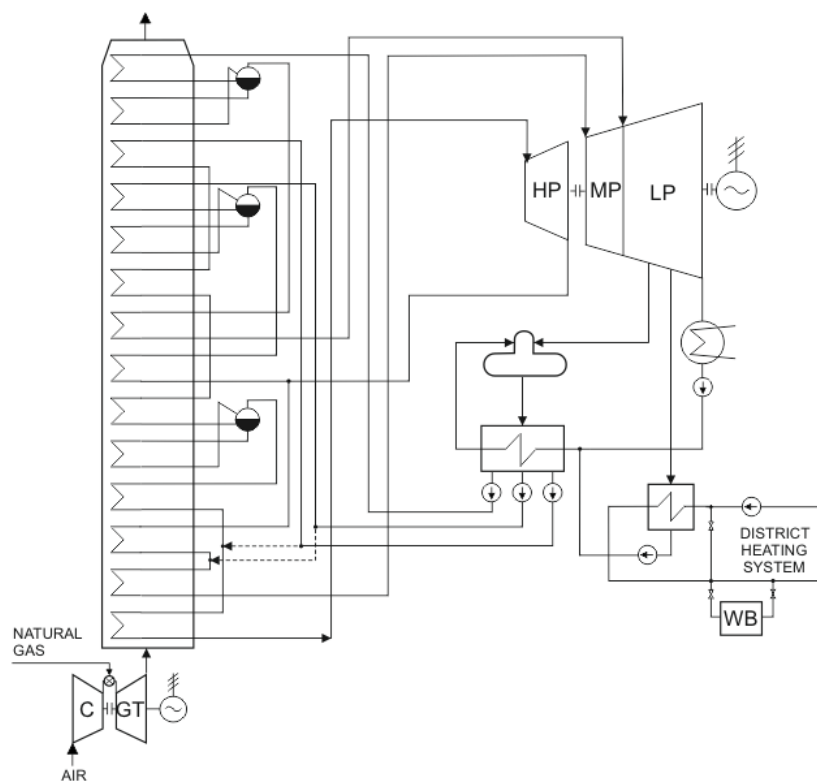 HP
MP
LP
DISTRICT
HEATING
SYSTEM
WB
NATURAL
GAS
C
GT
AIR